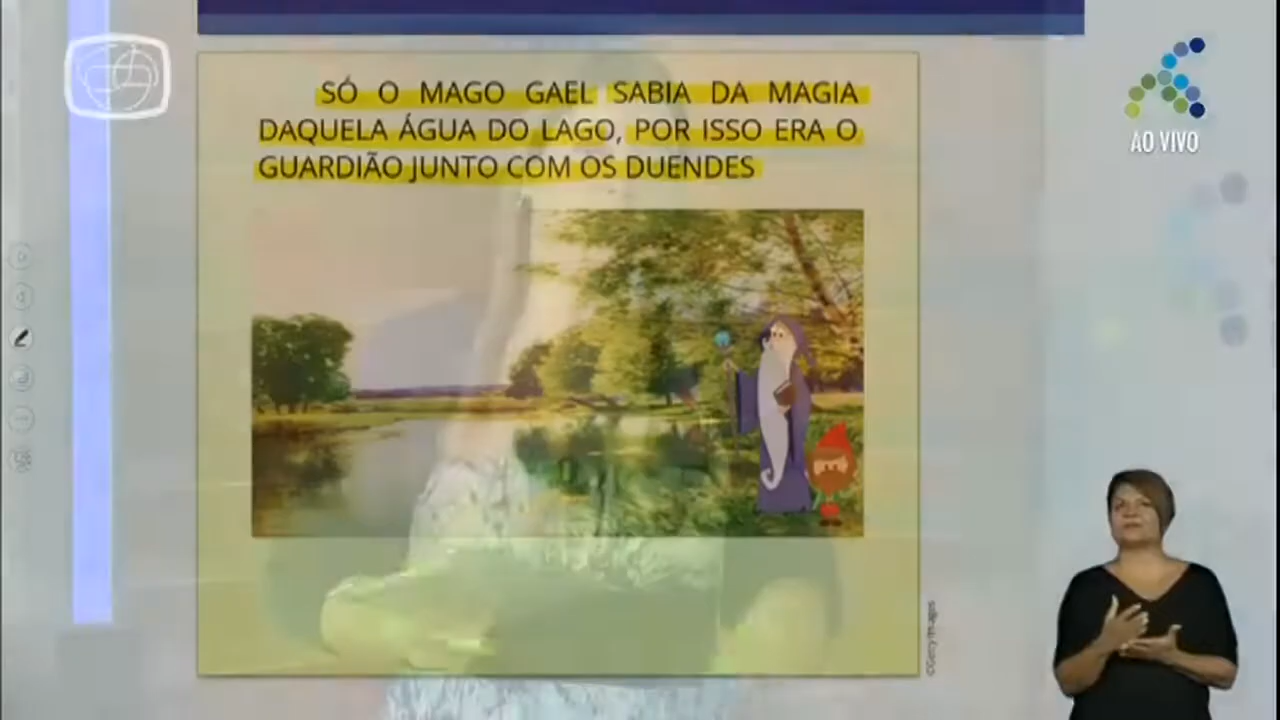 SÓ O MAGO GAEL SABIA DA MAGIA
DAQUELA ÁGUA DO LAGO, POR ISSO ERA O
GUARDIÃO JUNTO COM OS DUENDES
AO VIVO